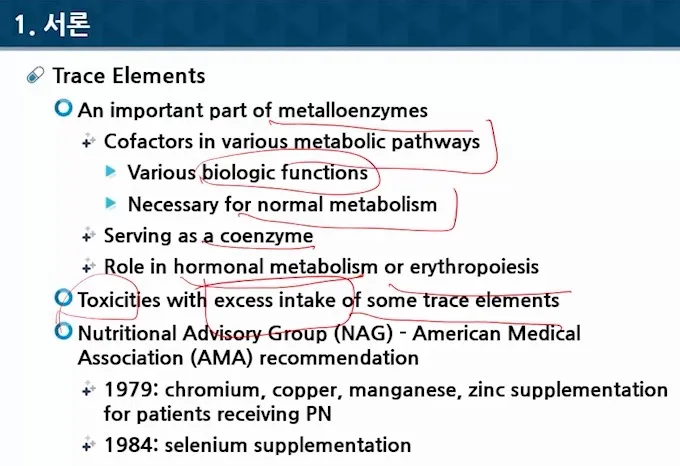 1. 서론
Trace Elements
An important part of metalloenzymes
Cofactors in various metabolic pathways
Various biologic functions
Necessary for normal metabolism
Serving as a coenzyme
Role in hormonal metabolism or erythropoiesis
Toxicities with excess intake of some trace elements
Nutritional Advisory Group (NAG) - American Medical
Association (AMA) recommendation
1979: chromium, copper, manganese, zinc supplementation
for patients receiving PN
1984: selenium supplementation